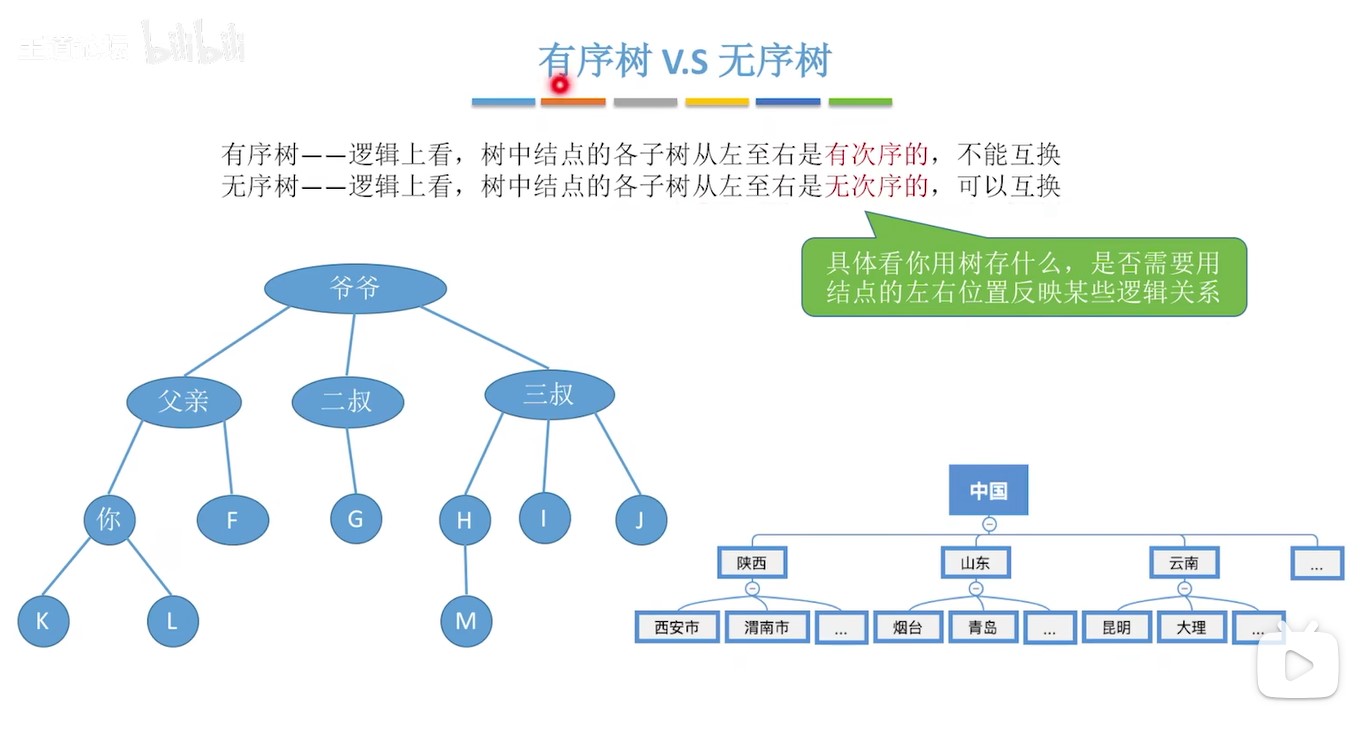 王道论坛 bilibili
有序树 V.S 无序树
有序树——逻辑上看，树中结点的各子树从左至右是有次序的，不能互换
无序树——逻辑上看，树中结点的各子树从左至右是无次序的，可以互换
具体看你用树存什么，是否需要用
结点的左右位置反映某些逻辑关系
爷爷
父亲 二叔 三叔
你 F G H I J
K L M
中国
陕西 山东 云南 ...
西安市 渭南市 ... 烟台 青岛 ... 昆明 大理 ...